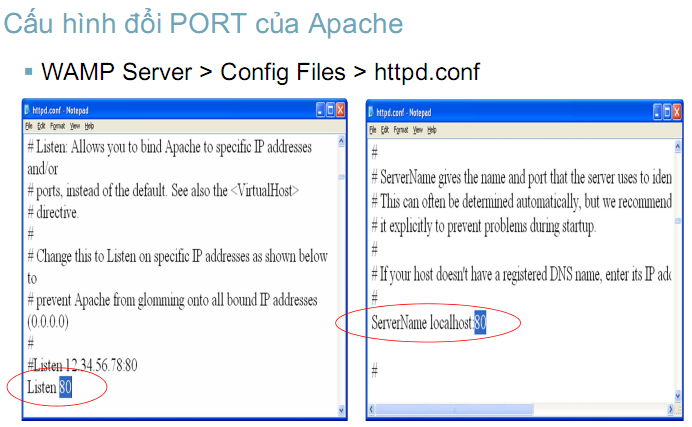 Cấu hình đổi PORT của Apache
WAMP Server > Config Files > httpd.conf
httpd.conf - Notepad
File Edit Format View Help
# Listen: Allows you to bind Apache to specific IP addresses
and/or
# ports, instead of the default. See also the <VirtualHost>
# directive.
#
# Change this to Listen on specific IP addresses as shown below
to
# prevent Apache from glomming onto all bound IP addresses
(0.0.0.0)
#
#Listen 12.34.56.78:80
Listen 80
httpd.conf - Notepad
File Edit Format View Help
#
# ServerName gives the name and port that the server uses to iden
# This can often be determined automatically, but we recommend
# it explicitly to prevent problems during startup.
#
# If your host doesn't have a registered DNS name, enter its IP add
#
ServerName localhost:80
#